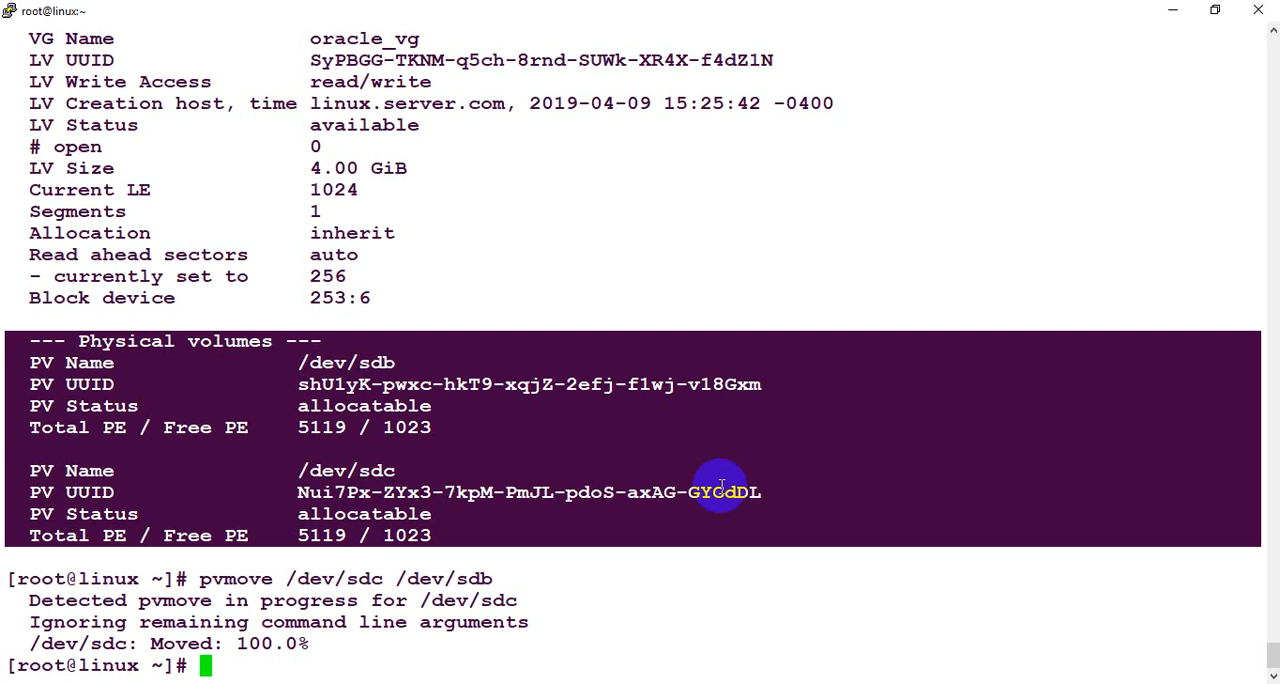 root@linux:~
VG Name oracle_vg
LV UUID SyPBGG-TKNM-q5ch-8rnd-SUWk-XR4X-f4dZ1N
LV Write Access read/write
LV Creation host, time linux.server.com, 2019-04-09 15:25:42 -0400
LV Status available
# open 0
LV Size 4.00 GiB
Current LE 1024
Segments 1
Allocation inherit
Read ahead sectors auto
- currently set to 256
Block device 253:6
--- Physical volumes ---
PV Name /dev/sdb
PV UUID shU1yK-pwxc-hkT9-xqjZ-2efj-f1wj-v18Gxm
PV Status allocatable
Total PE / Free PE 5119 / 1023
PV Name /dev/sdc
PV UUID Nui7Px-ZYx3-7kpM-PmJL-pdoS-axAG-GYCdDL
PV Status allocatable
Total PE / Free PE 5119 / 1023
[root@linux ~]# pvmove /dev/sdc /dev/sdb
Detected pvmove in progress for /dev/sdc
Ignoring remaining command line arguments
/dev/sdc: Moved: 100.0%
[root@linux ~]#